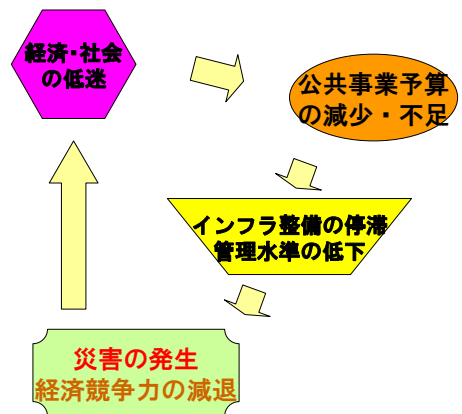 経済・社会
の低迷
公共事業予算
の減少・不足
インフラ整備の停滞
管理水準の低下
災害の発生
経済競争力の減退